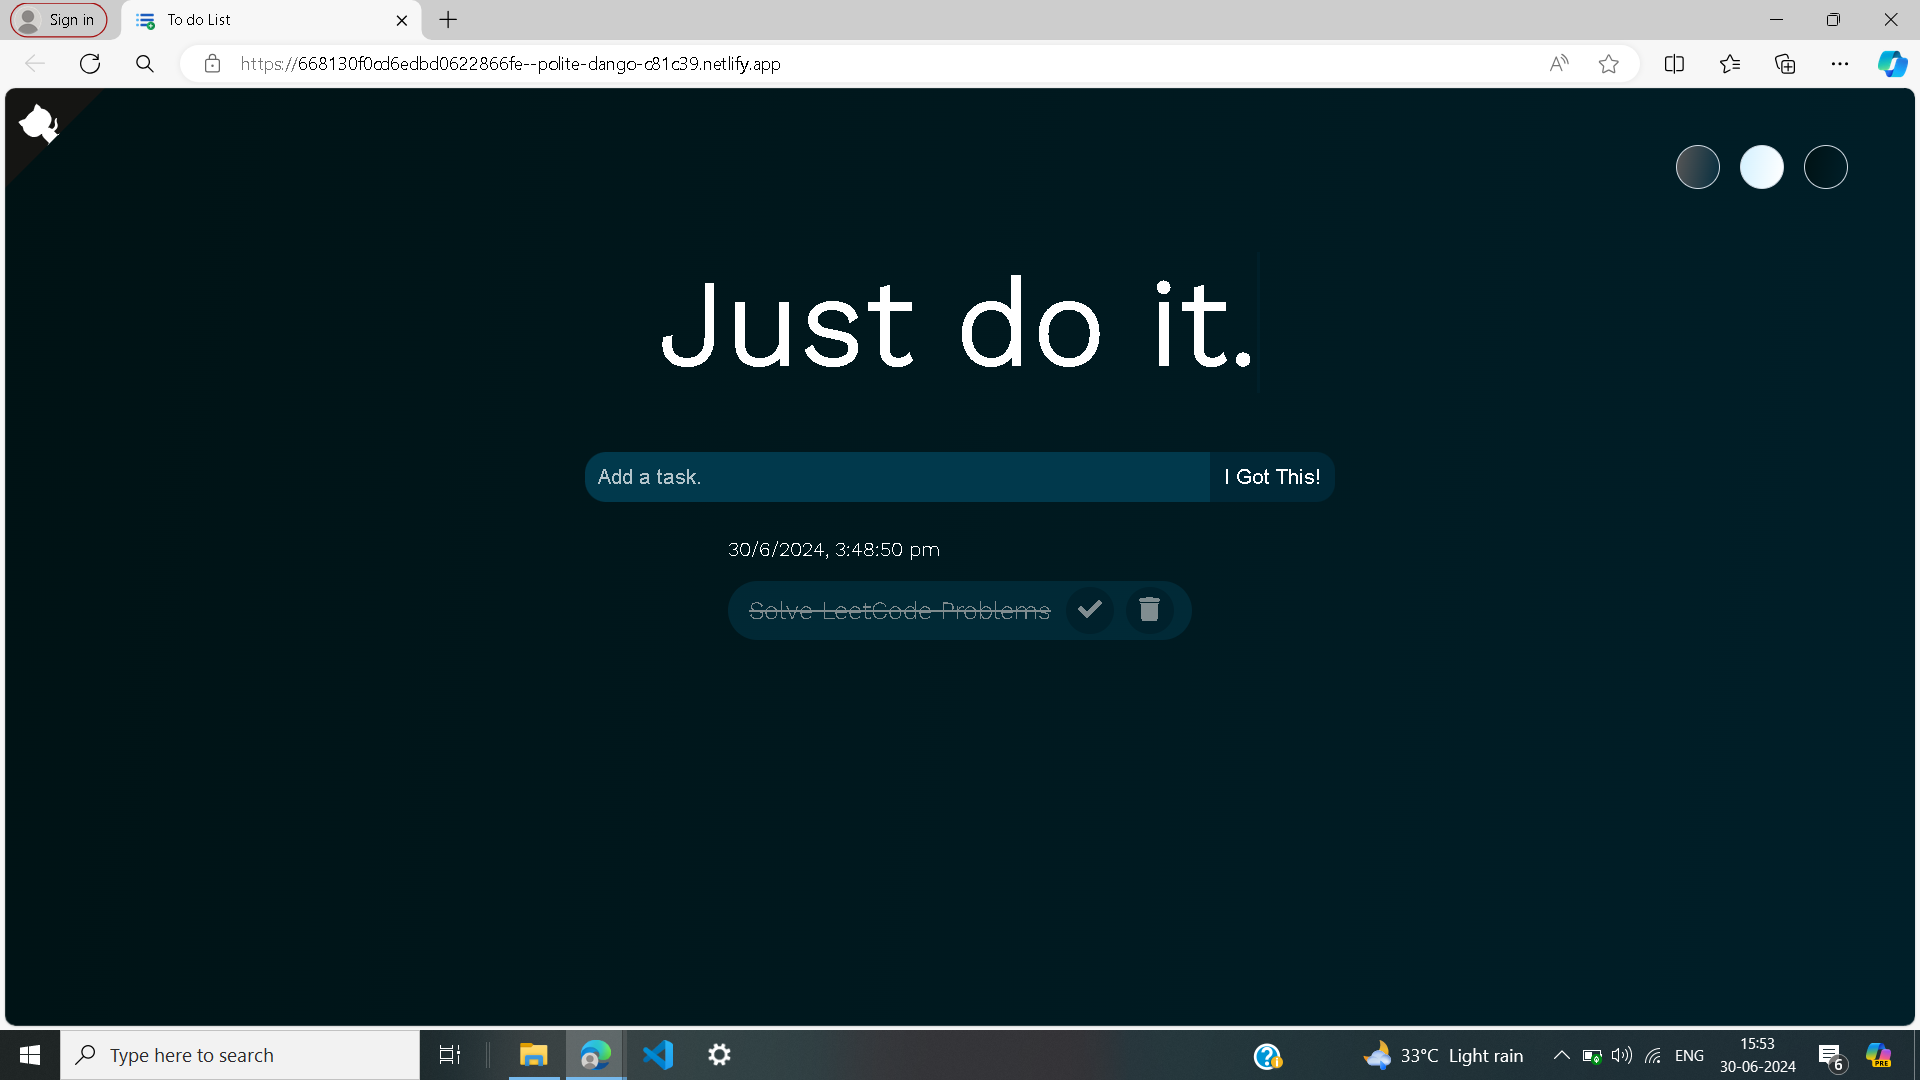 Sign in
To do List
https://668130f0cd6edbd0622866fe--polite-dango-c81c39.netlify.app
Just do it.
Add a task.
I Got This!
30/6/2024, 3:48:50 pm
Solve LeetCode Problems
Type here to search
33°C Light rain
ENG
15:53
30-06-2024
6
PRE